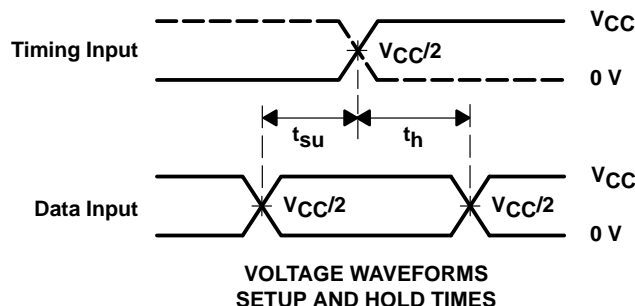 VCC
Timing Input
VCC/2
0 V
tsu
th
VCC
Data Input
VCC/2
VCC/2
0 V
VOLTAGE WAVEFORMS
SETUP AND HOLD TIMES